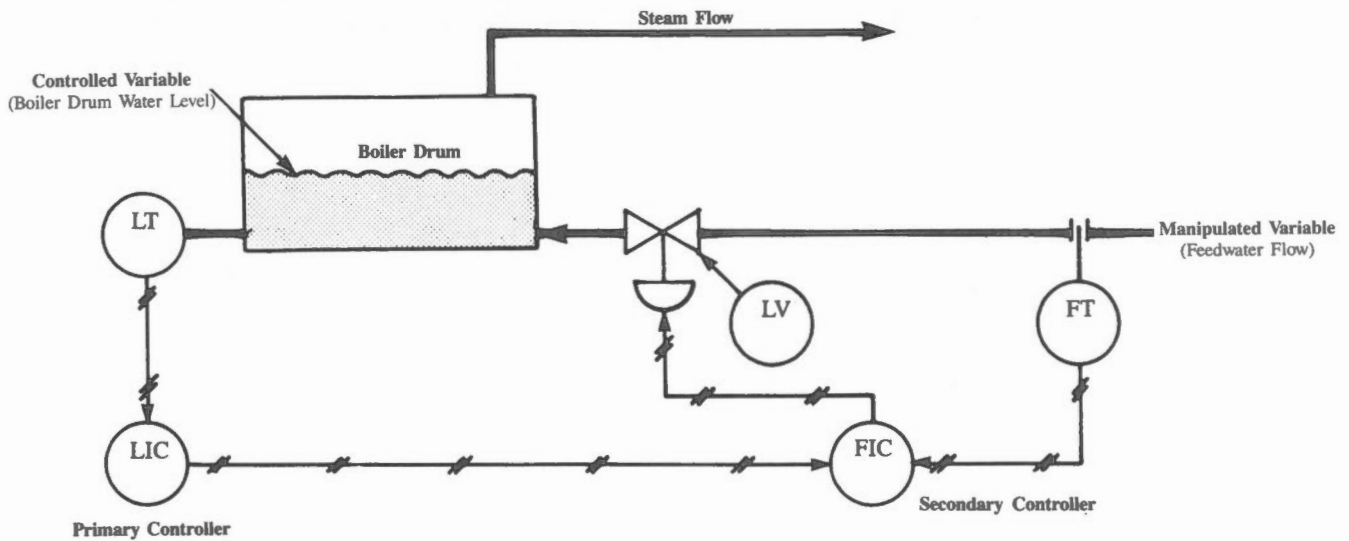 Steam Flow
Controlled Variable
(Boiler Drum Water Level)
Boiler Drum
LT
Manipulated Variable
(Feedwater Flow)
LV
FT
LIC
FIC
Secondary Controller
Primary Controller